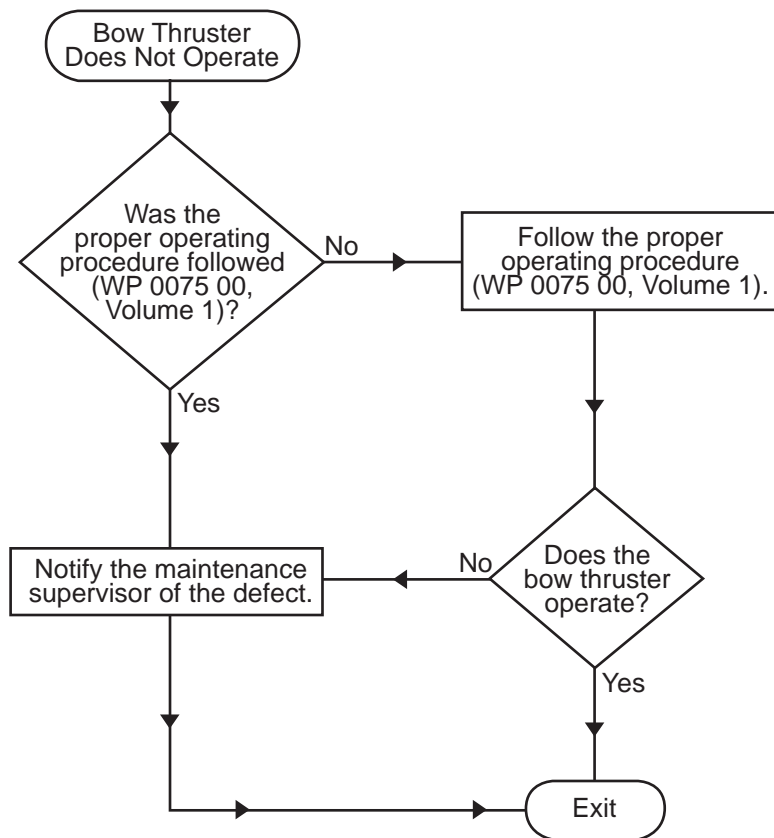 Bow Thruster
Does Not Operate
Was the
proper operating
procedure followed
(WP 0075 00,
Volume 1)?
No
Follow the proper
operating procedure
(WP 0075 00, Volume 1).
Yes
Notify the maintenance
supervisor of the defect.
No
Does the
bow thruster
operate?
Yes
Exit